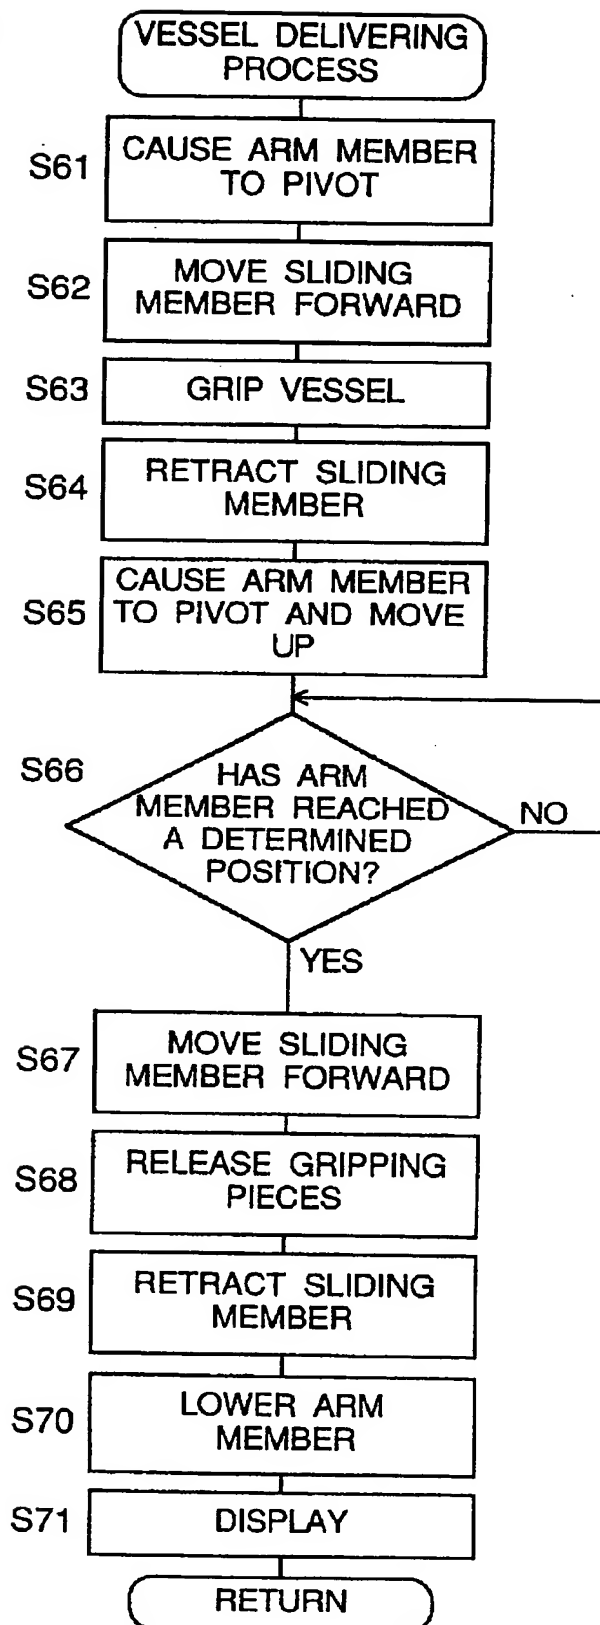 VESSEL DELIVERING
PROCESS
S61
CAUSE ARM MEMBER
TO PIVOT
S62
MOVE SLIDING
MEMBER FORWARD
S63
GRIP VESSEL
S64
RETRACT SLIDING
MEMBER
S65
CAUSE ARM MEMBER
TO PIVOT AND MOVE
UP
S66
HAS ARM
MEMBER REACHED
A DETERMINED
POSITION?
NO
YES
S67
MOVE SLIDING
MEMBER FORWARD
S68
RELEASE GRIPPING
PIECES
S69
RETRACT SLIDING
MEMBER
S70
LOWER ARM
MEMBER
S71
DISPLAY
RETURN